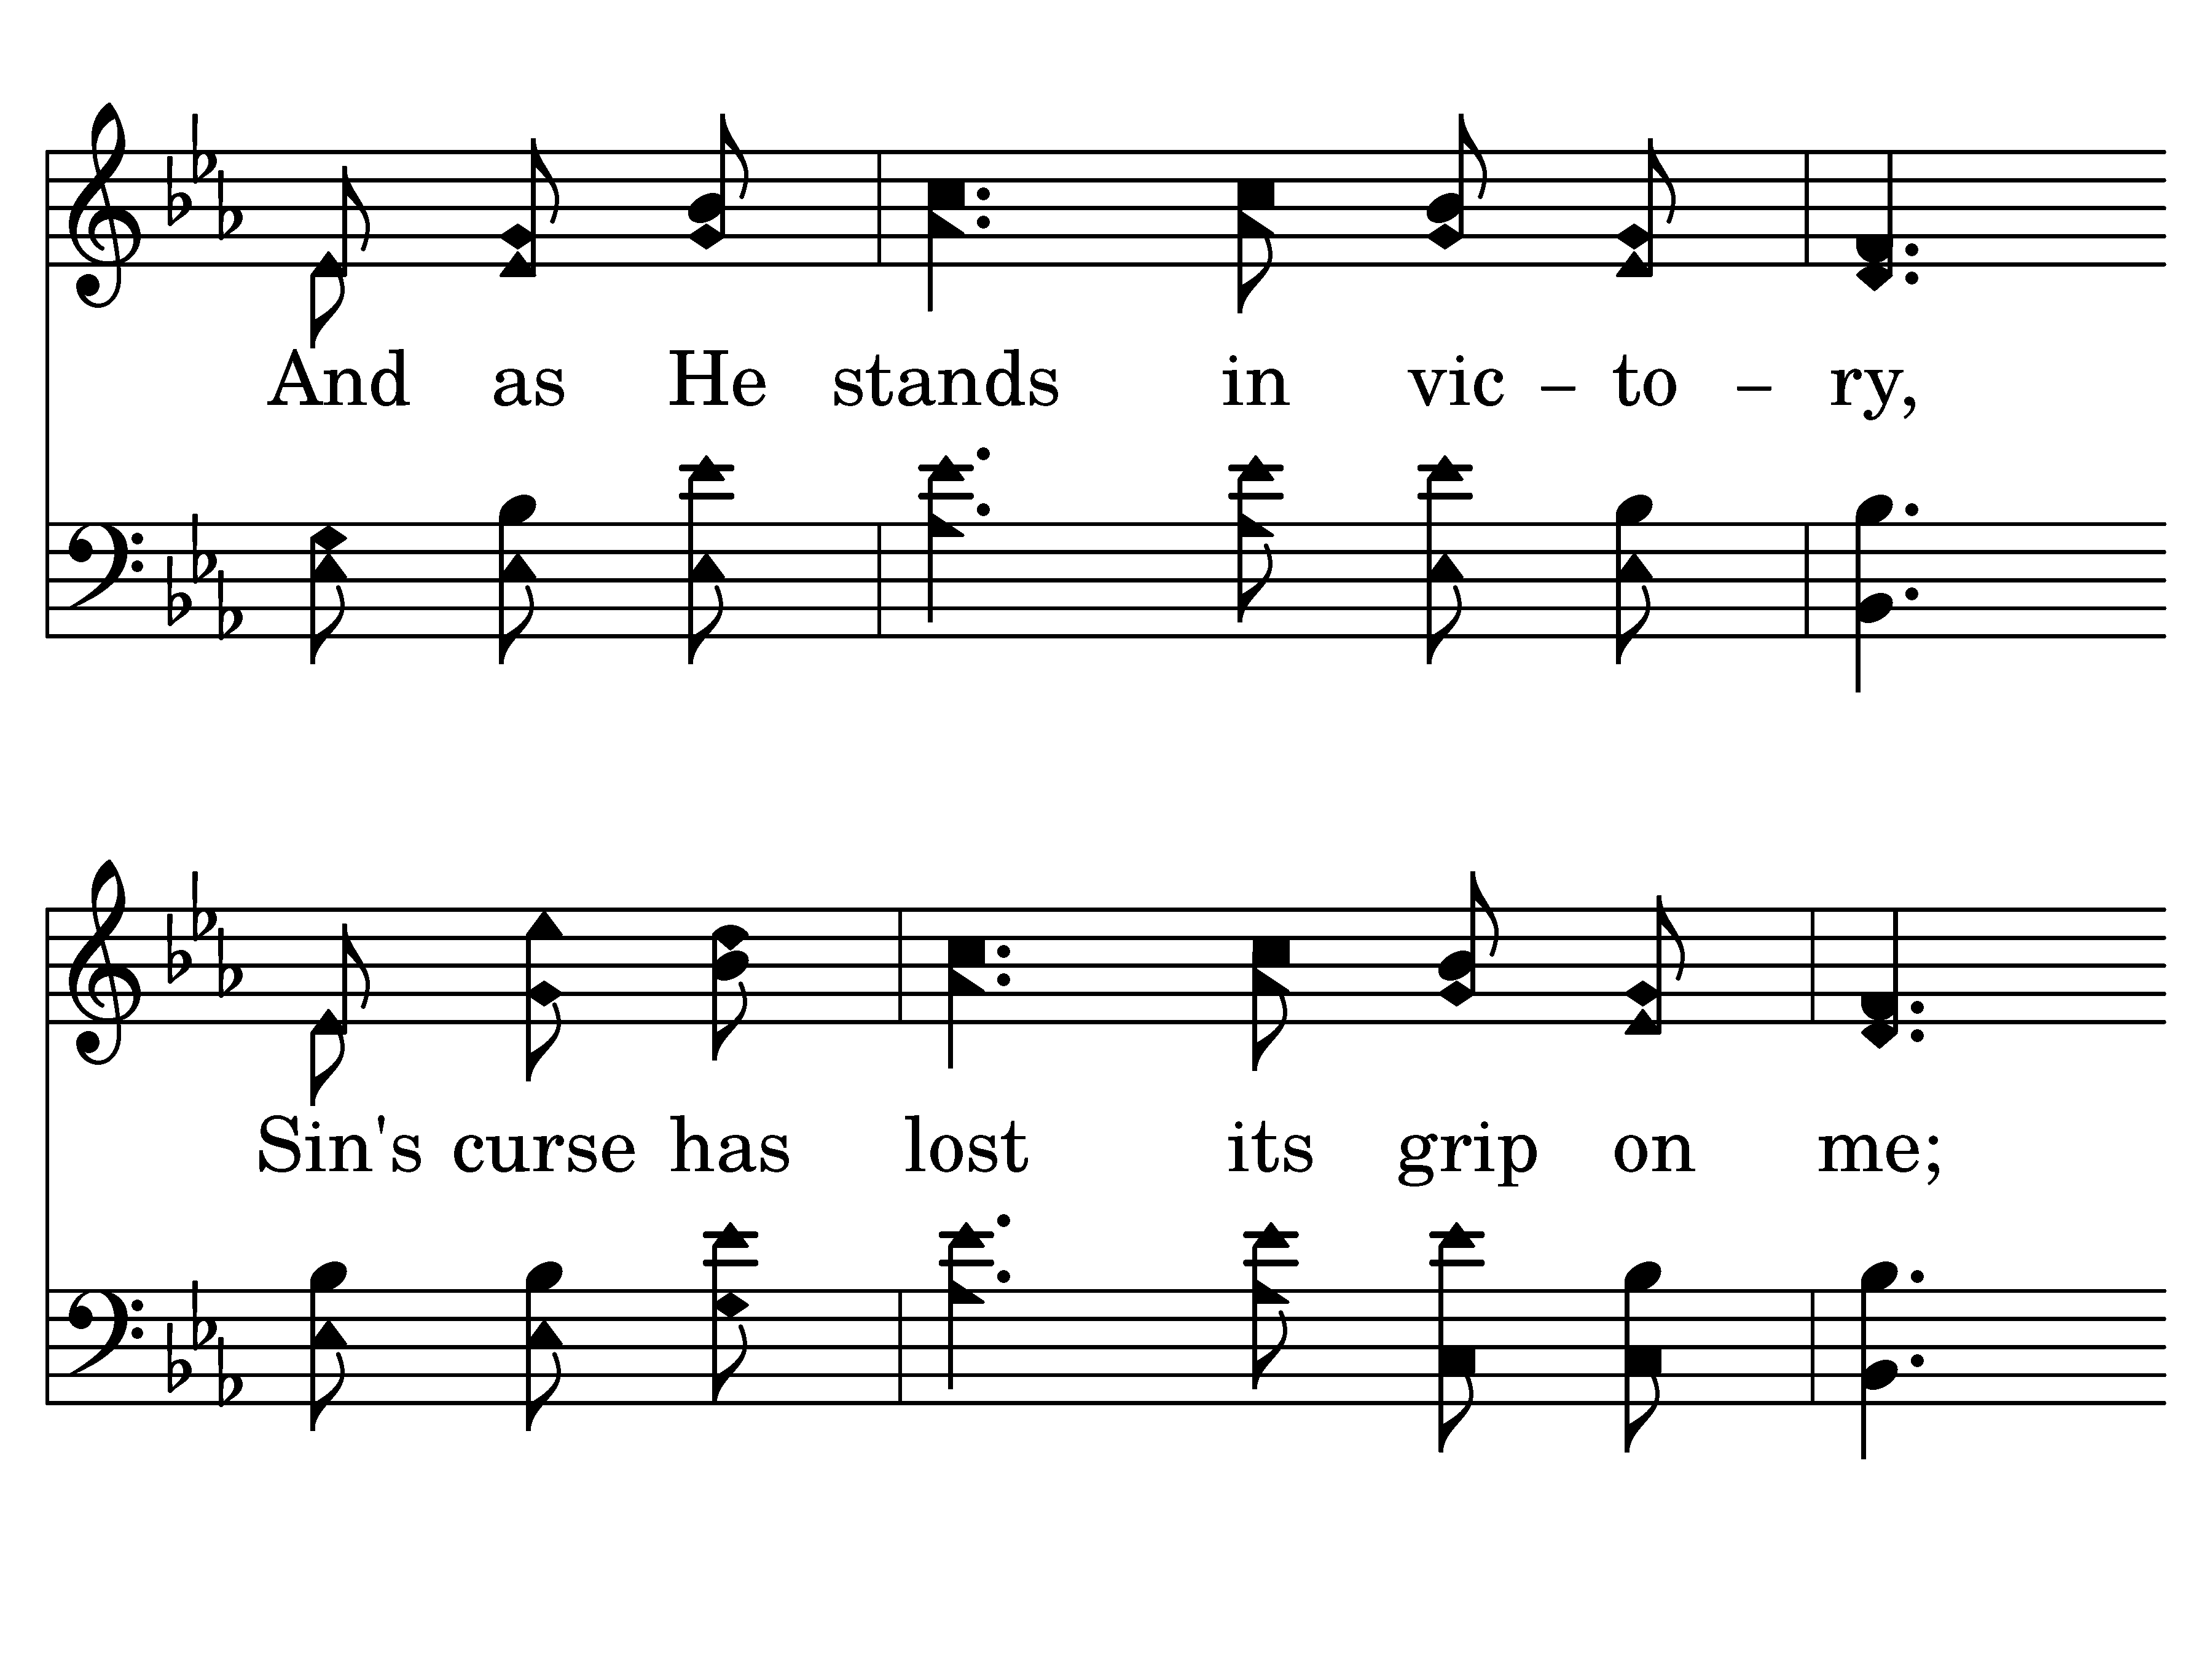 And as He stands in vic – to – ry,
Sin's curse has lost its grip on me;